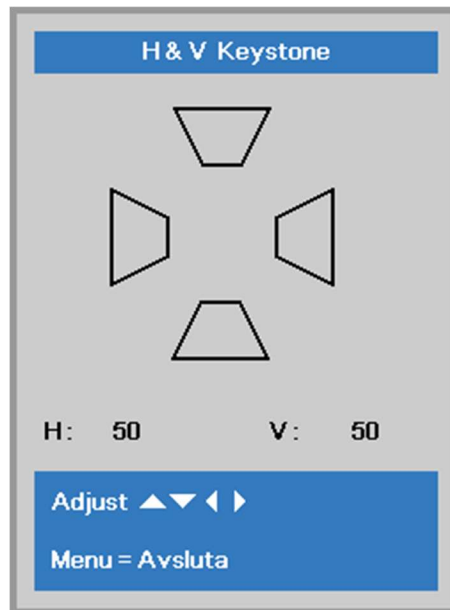 H & V Keystone
H: 50 V: 50
Adjust ▲▼◀▶
Menu = Avsluta